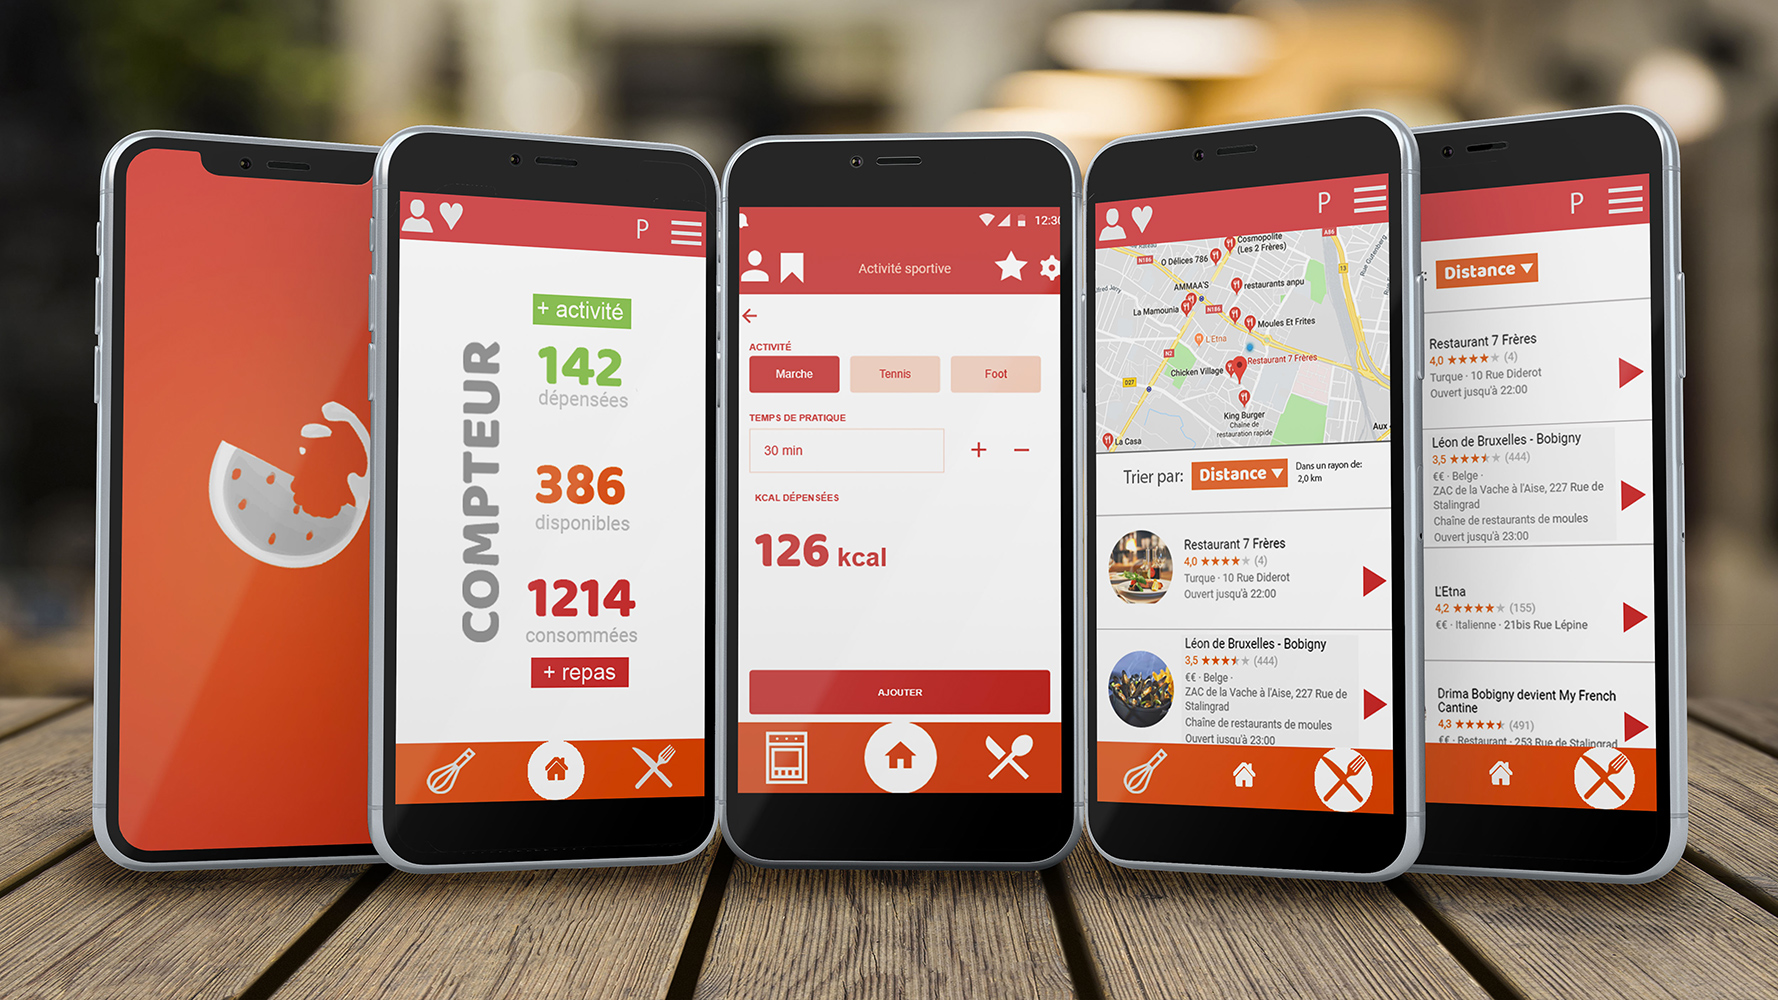 P
+ activité
142
dépensées
COMPTEUR
386
disponibles
1214
consommées
+ repas
12:30
Activité sportive
ACTIVITÉ
Marche
Tennis
Foot
TEMPS DE PRATIQUE
30 min
+ −
KCAL DÉPENSÉES
126 kcal
AJOUTER
P
Cosmopolite
(Les 2 Frères)
A86
N186
O Délices 786
13
Rue Gutenberg
AMMAA'S
restaurants anpu
La Mamounia
N186
Moules Et Frites
L'Etna
N2
Restaurant 7 Frères
Chicken Village
D27
King Burger
Chaîne de
restauration rapide
Aux
La Casa
Trier par:
Distance ▼
Dans un rayon de:
2,0 km
Restaurant 7 Frères
4,0 ★★★★★ (4)
Turque · 10 Rue Diderot
Ouvert jusqu'à 22:00
Léon de Bruxelles - Bobigny
3,5 ★★★★★ (444)
€€ · Belge ·
ZAC de la Vache à l'Aise, 227 Rue de
Stalingrad
Chaîne de restaurants de moules
Ouvert jusqu'à 23:00
P
Distance ▼
Restaurant 7 Frères
4,0 ★★★★★ (4)
Turque · 10 Rue Diderot
Ouvert jusqu'à 22:00
Léon de Bruxelles - Bobigny
3,5 ★★★★★ (444)
€€ · Belge ·
ZAC de la Vache à l'Aise, 227 Rue de
Stalingrad
Chaîne de restaurants de moules
Ouvert jusqu'à 23:00
L'Etna
4,2 ★★★★★ (155)
€€ · Italienne · 21bis Rue Lépine
Drima Bobigny devient My French
Cantine
4,3 ★★★★★ (491)
€€ · Restaurant · 253 Rue de Stalingrad